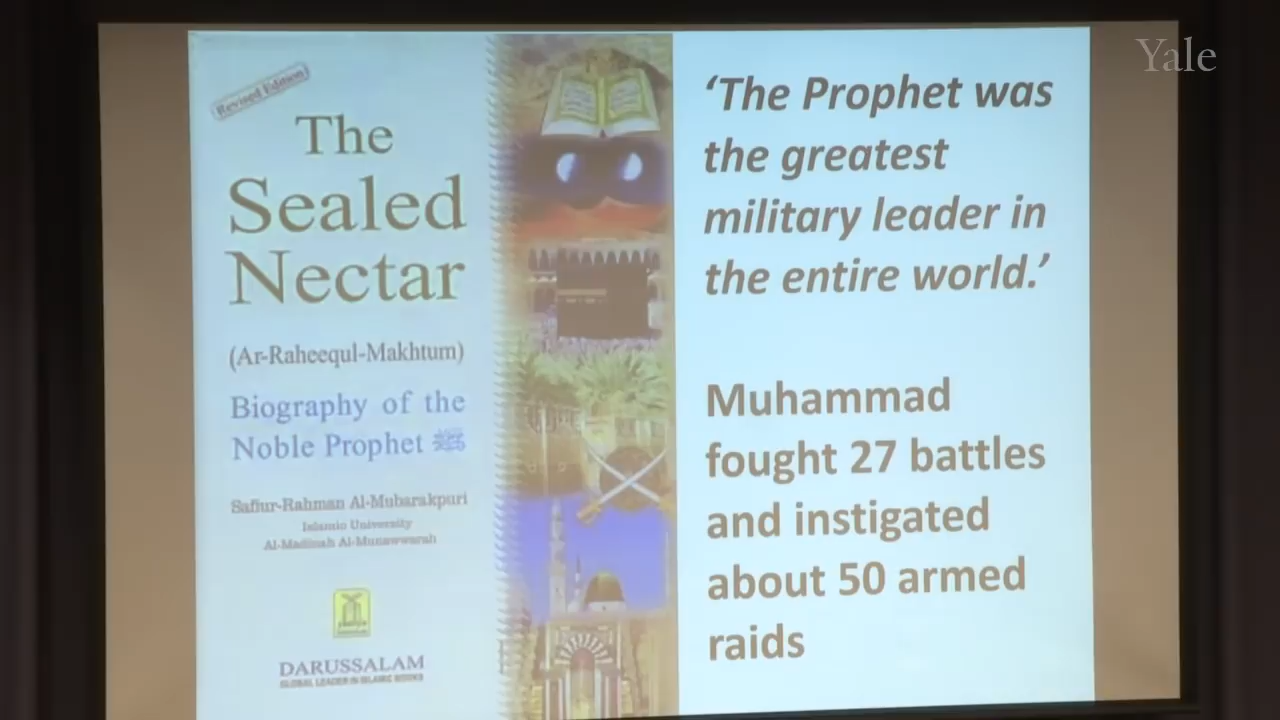 Yale
Revised Edition
The
Sealed
Nectar
(Ar-Raheequl-Makhtum)
Biography of the
Noble Prophet ﷺ
Safiur-Rahman Al-Mubarakpuri
Islamic University
Al-Madinah Al-Munawwarah
DARUSSALAM
GLOBAL LEADER IN ISLAMIC BOOKS
‘The Prophet was
the greatest
military leader in
the entire world.’
Muhammad
fought 27 battles
and instigated
about 50 armed
raids